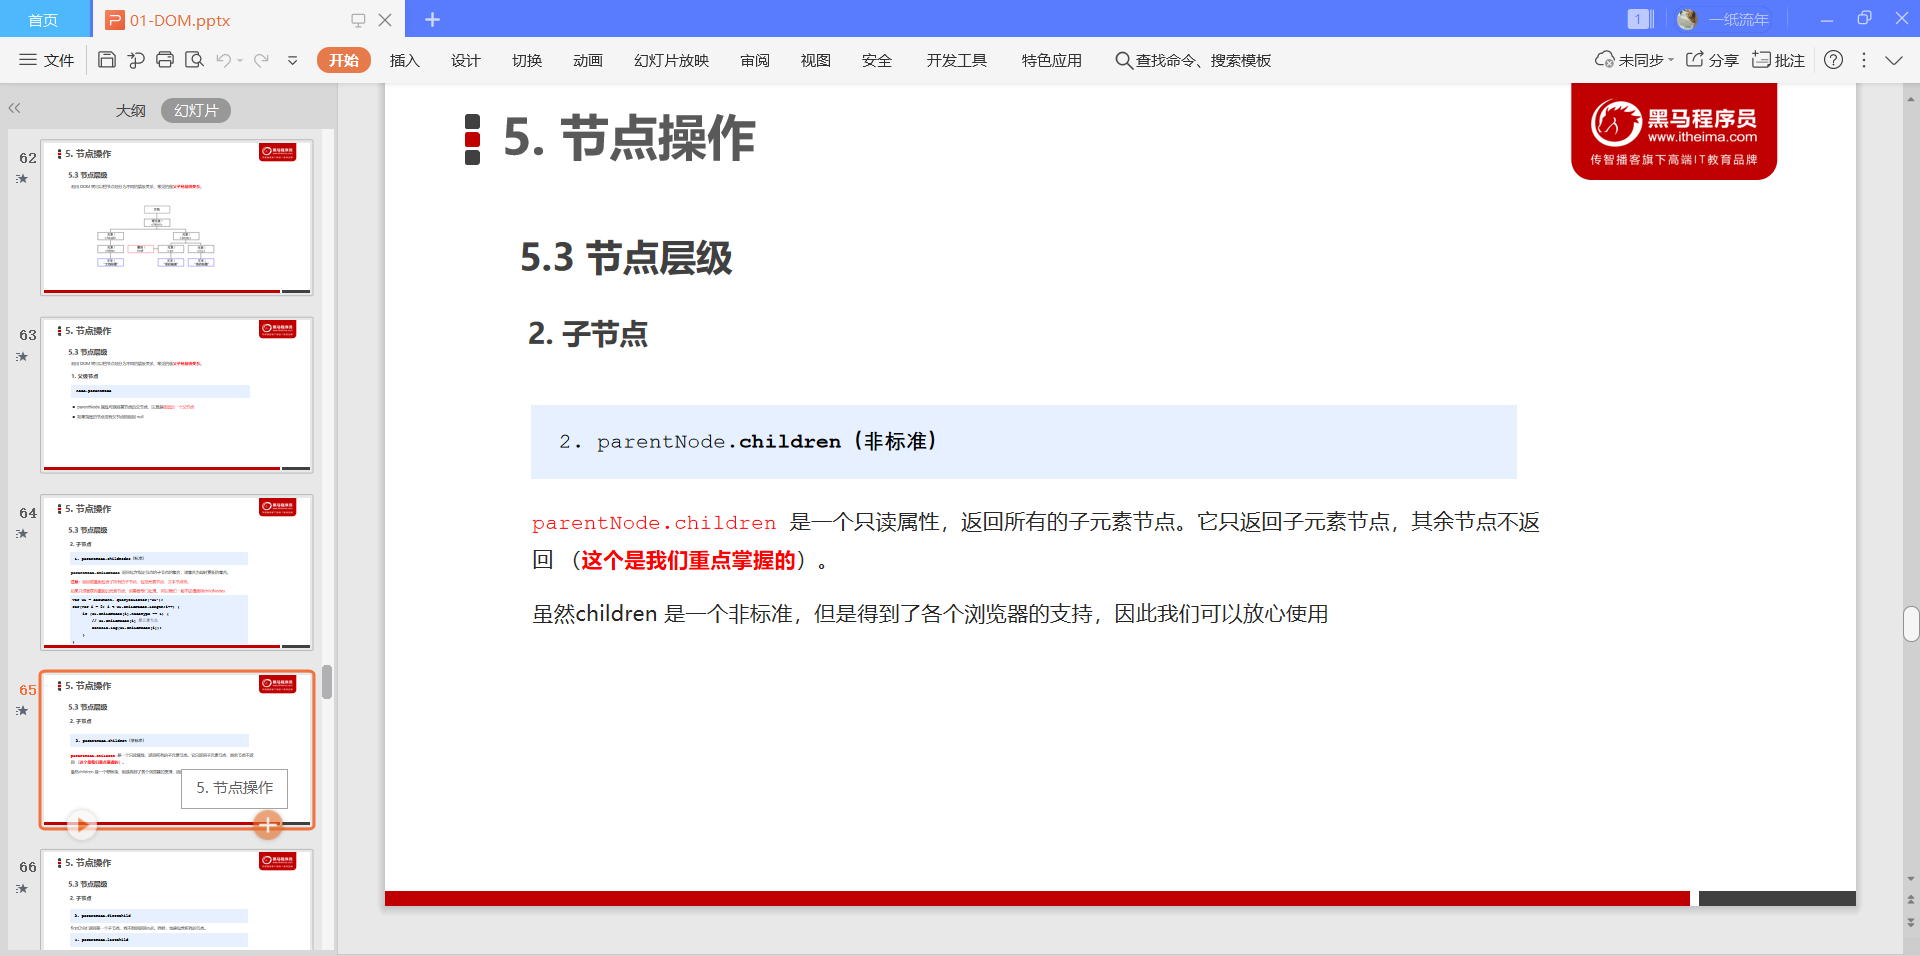 首页
01-DOM.pptx
1
一纸流年
文件
开始
插入
设计
切换
动画
幻灯片放映
审阅
视图
安全
开发工具
特色应用
查找命令、搜索模板
未同步
分享
批注
大纲
幻灯片
62
5. 节点操作
5.3 节点层级
63
5. 节点操作
5.3 节点层级
1. 父级节点
64
5. 节点操作
5.3 节点层级
2. 子节点
65
5. 节点操作
5.3 节点层级
2. 子节点
5. 节点操作
66
5. 节点操作
5.3 节点层级
2. 子节点
5. 节点操作
黑马程序员
www.itheima.com
传智播客旗下高端IT教育品牌
5.3 节点层级
2. 子节点
2. parentNode.children（非标准）
parentNode.children 是一个只读属性，返回所有的子元素节点。它只返回子元素节点，其余节点不返
回 （这个是我们重点掌握的）。
虽然children 是一个非标准，但是得到了各个浏览器的支持，因此我们可以放心使用